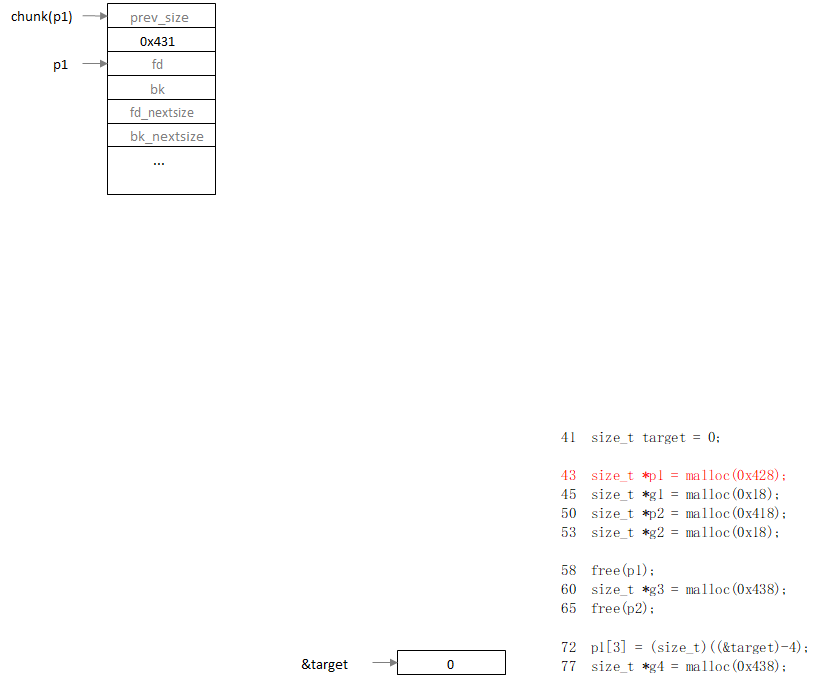 chunk(p1)
prev_size
0x431
p1
fd
bk
fd_nextsize
bk_nextsize
...
41 size_t target = 0;
43 size_t *p1 = malloc(0x428);
45 size_t *g1 = malloc(0x18);
50 size_t *p2 = malloc(0x418);
53 size_t *g2 = malloc(0x18);
58 free(p1);
60 size_t *g3 = malloc(0x438);
65 free(p2);
72 p1[3] = (size_t)((&target)-4);
77 size_t *g4 = malloc(0x438);
&target
0